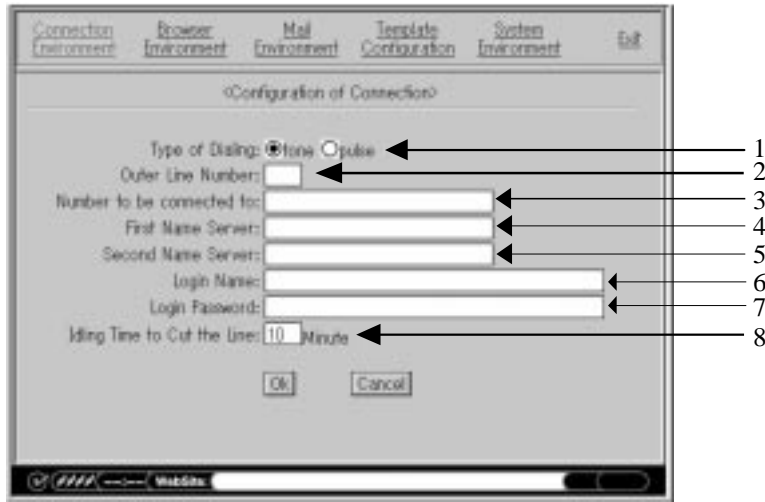 Connection Environment
Browser Environment
Mail Environment
Template Configuration
System Environment
Exit
<Configuration of Connection>
Type of Dialing: tone pulse 1
Outer Line Number: 2
Number to be connected to: 3
First Name Server: 4
Second Name Server: 5
Login Name: 6
Login Password: 7
Idling Time to Cut the Line: 10 Minute 8
Ok Cancel
WebSite: